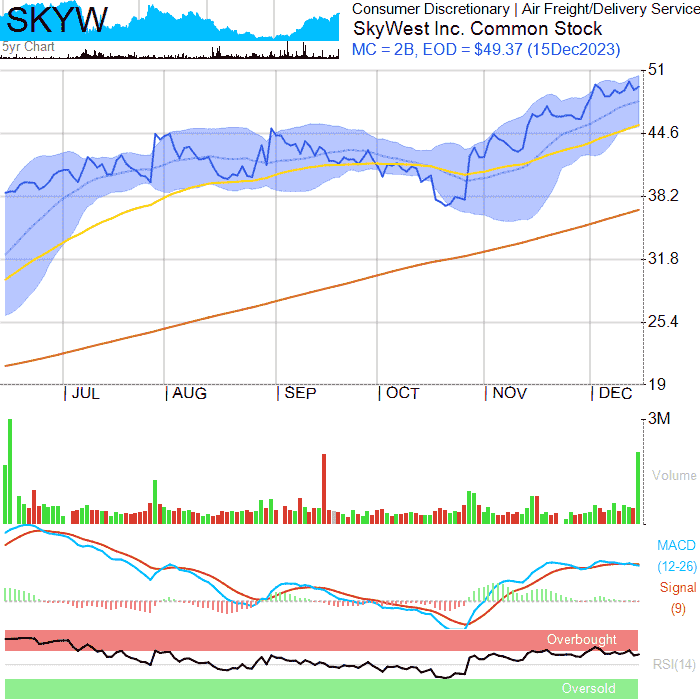 SKYW
5yr Chart
Consumer Discretionary | Air Freight/Delivery Service
SkyWest Inc. Common Stock
MC = 2B, EOD = $49.37 (15Dec2023)
51
44.6
38.2
31.8
25.4
19
JUL
AUG
SEP
OCT
NOV
DEC
3M
Volume
MACD
(12-26)
Signal
(9)
Overbought
RSI(14)
Oversold